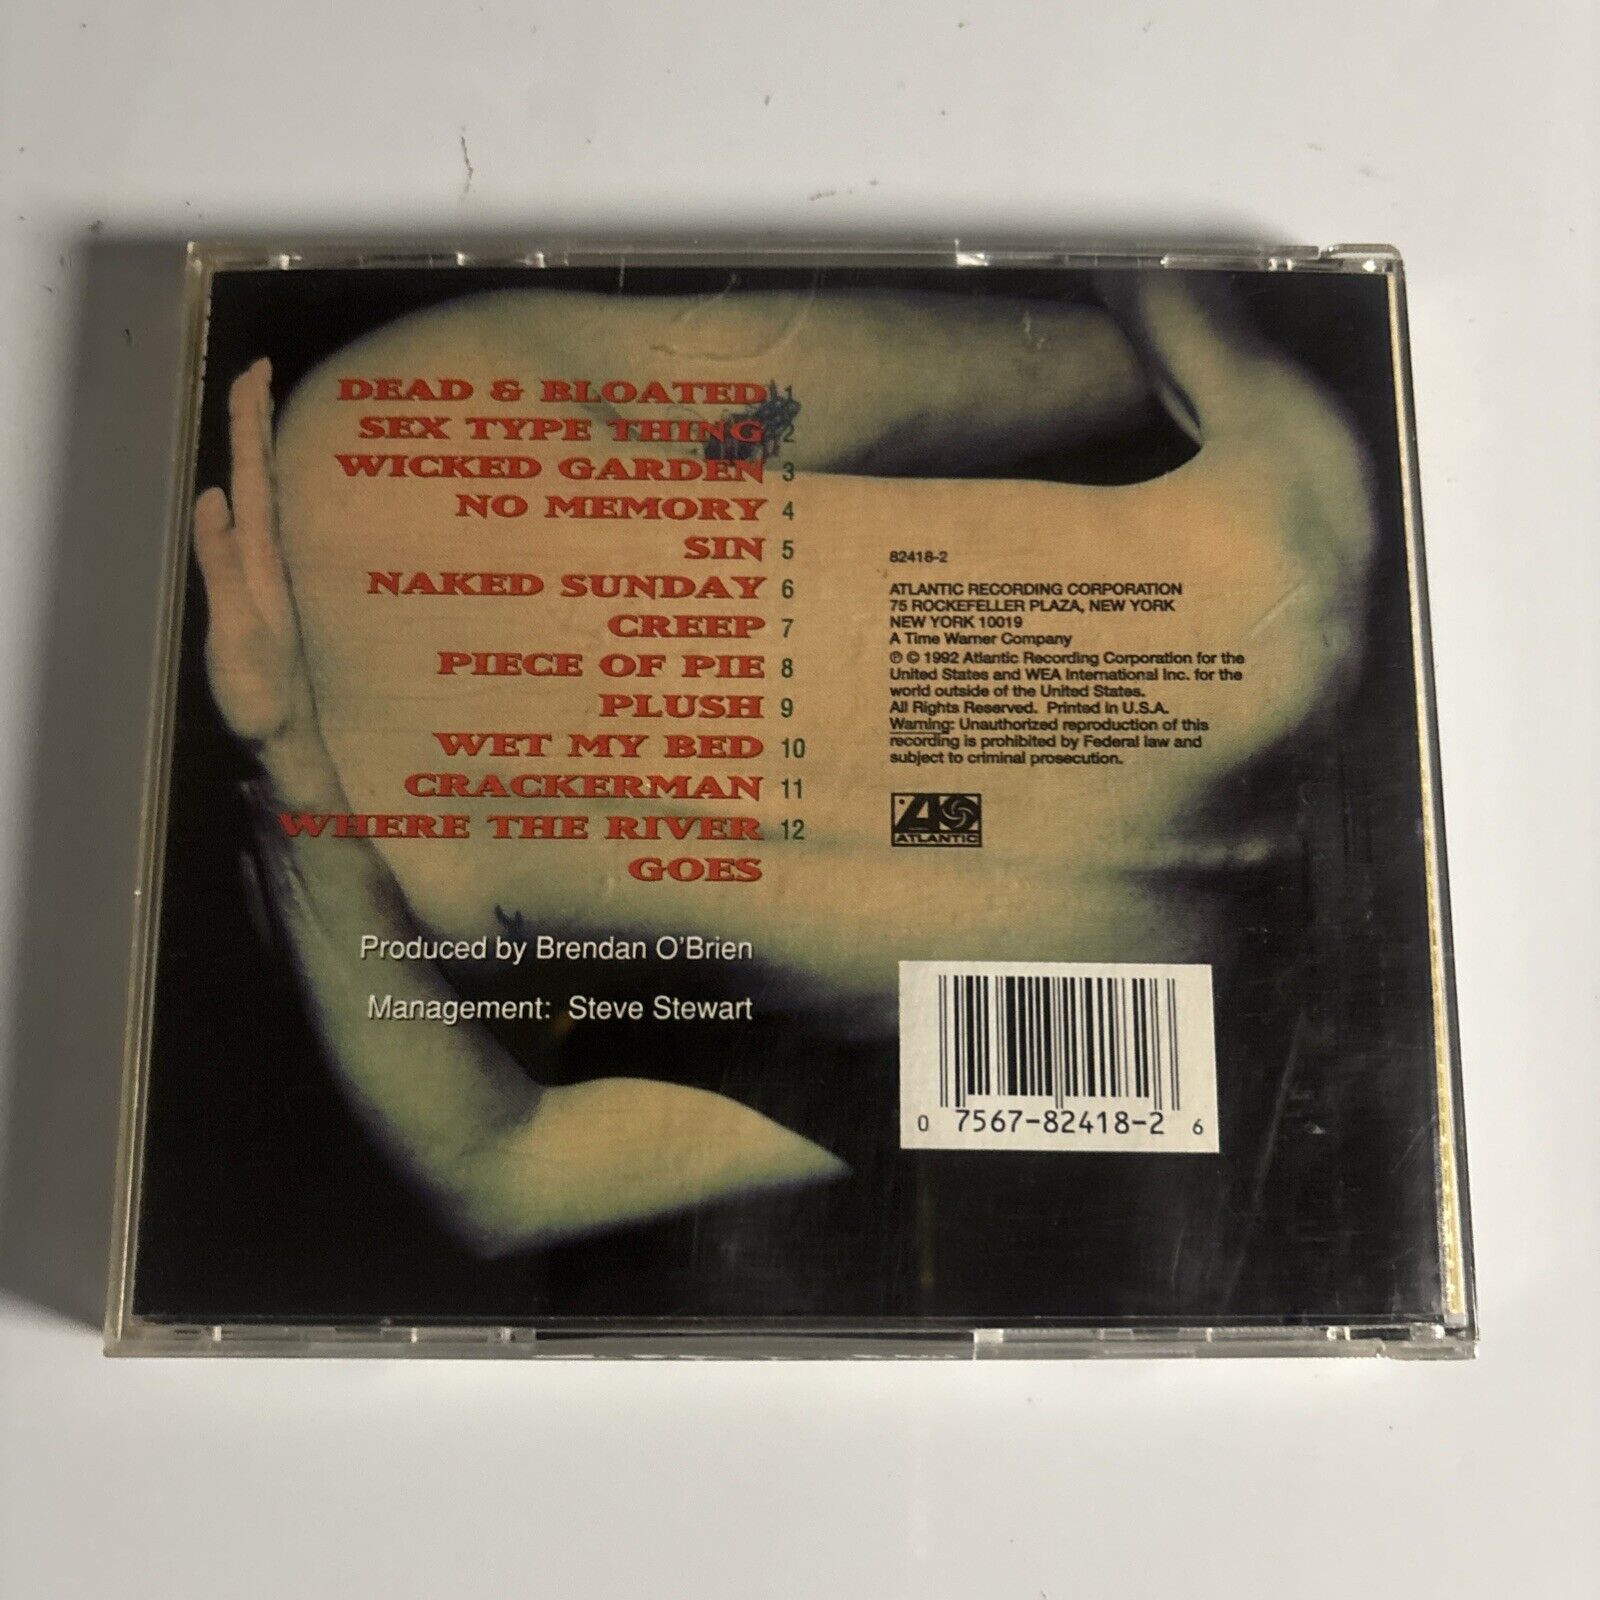 DEAD & BLOATED 1
SEX TYPE THING 2
WICKED GARDEN 3
NO MEMORY 4
SIN 5
NAKED SUNDAY 6
CREEP 7
PIECE OF PIE 8
PLUSH 9
WET MY BED 10
CRACKERMAN 11
WHERE THE RIVER 12
GOES
Produced by Brendan O'Brien
Management: Steve Stewart
82418-2
ATLANTIC RECORDING CORPORATION
75 ROCKEFELLER PLAZA, NEW YORK
NEW YORK 10019
A Time Warner Company
℗ © 1992 Atlantic Recording Corporation for the
United States and WEA International Inc. for the
world outside of the United States.
All Rights Reserved. Printed in U.S.A.
Warning: Unauthorized reproduction of this
recording is prohibited by Federal law and
subject to criminal prosecution.
ATLANTIC
0 7567-82418-2 6